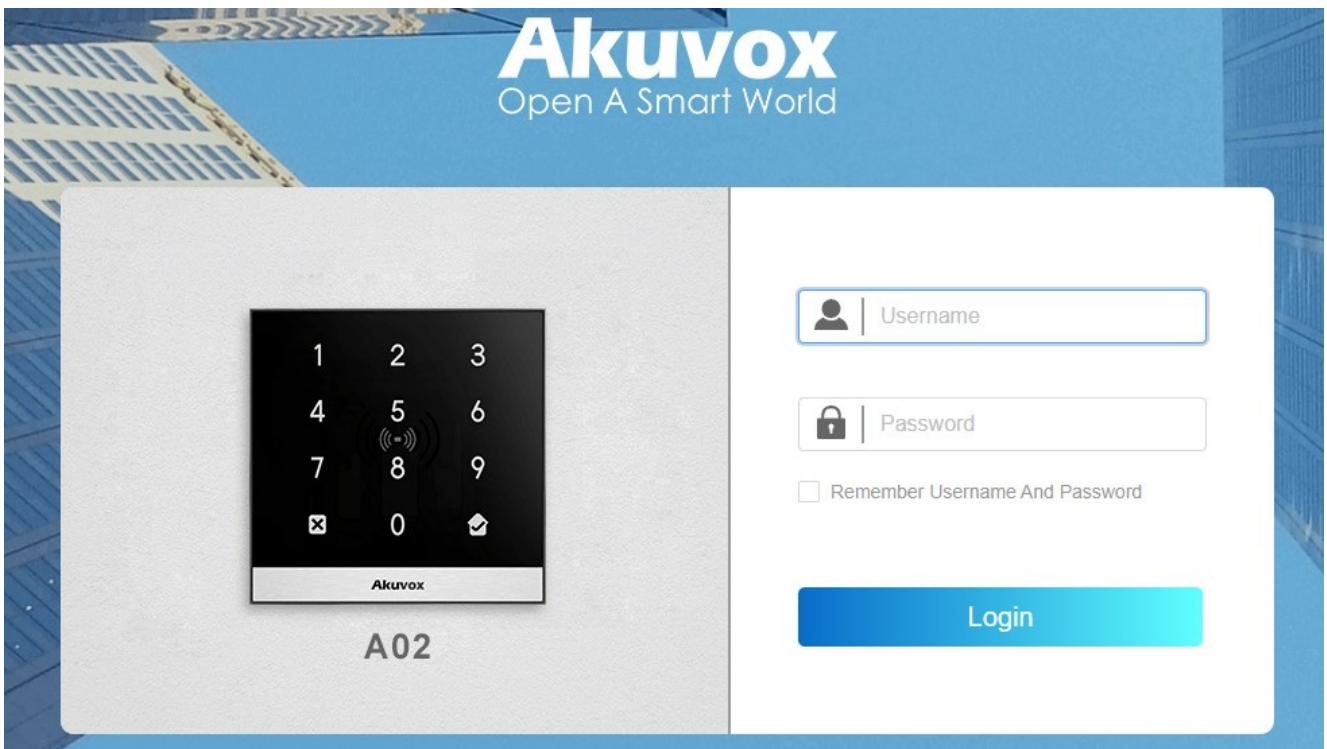 Akuvox
Open A Smart World
1 2 3
4 5 6
7 8 9
0
Akuvox
A02
Username
Password
Remember Username And Password
Login